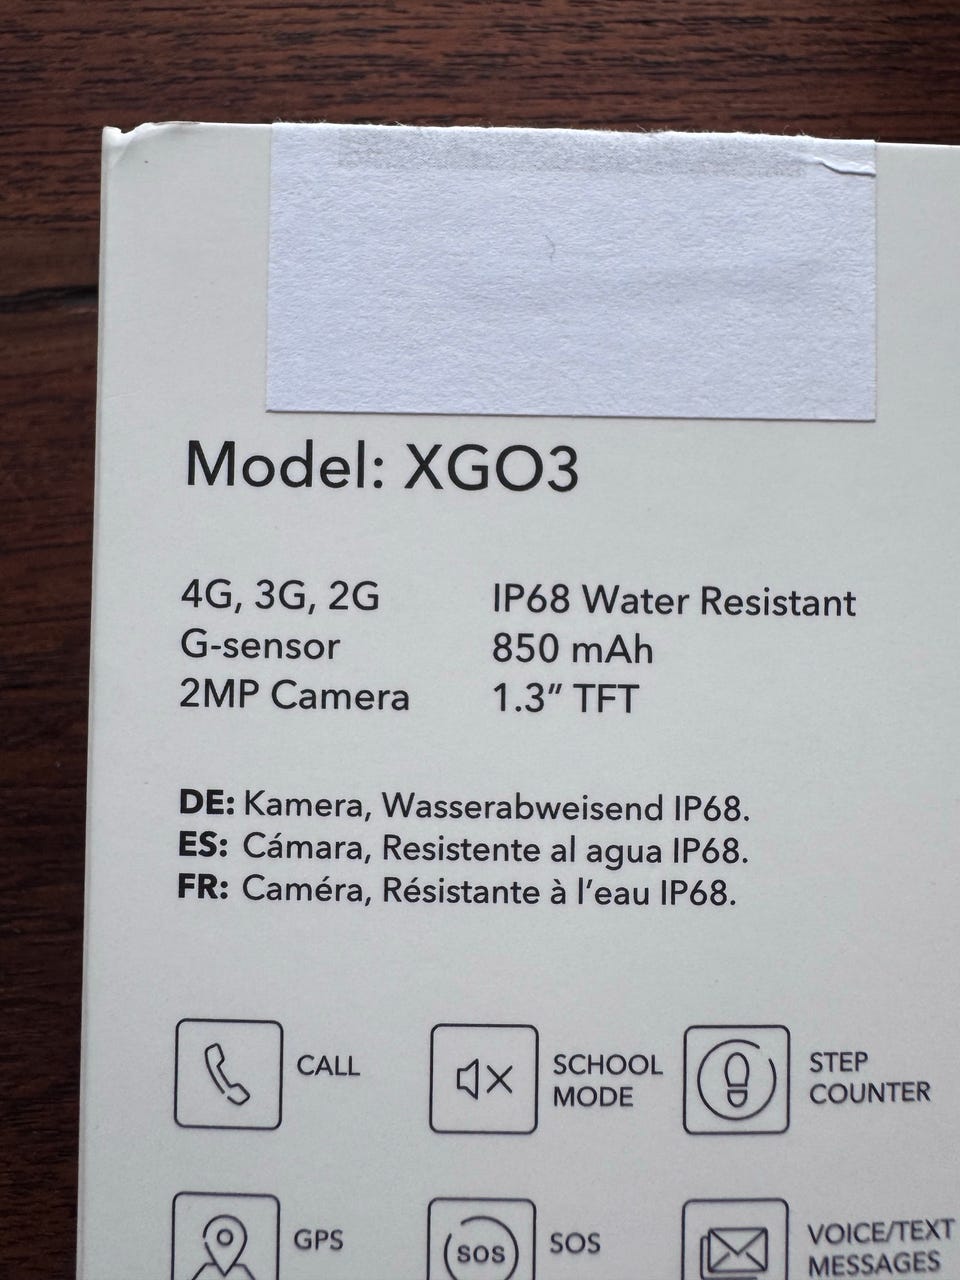 Model: XGO3
4G, 3G, 2G
G-sensor
2MP Camera
IP68 Water Resistant
850 mAh
1.3” TFT
DE: Kamera, Wasserabweisend IP68.
ES: Cámara, Resistente al agua IP68.
FR: Caméra, Résistante à l’eau IP68.
CALL
SCHOOL
MODE
STEP
COUNTER
GPS
SOS
SOS
VOICE/TEXT
MESSAGES